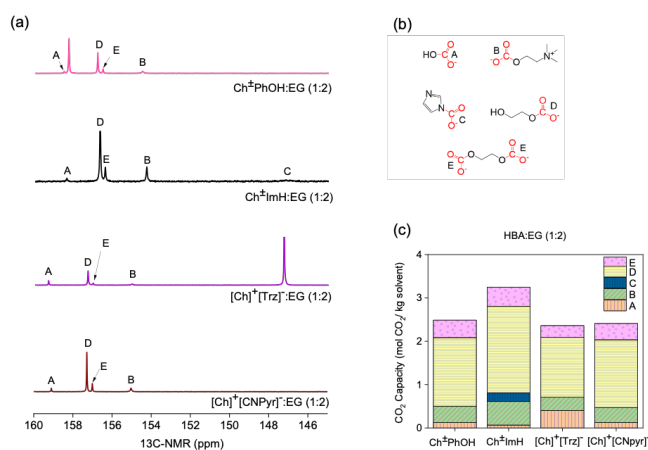 (a)
A
D
E
B
Ch±PhOH:EG (1:2)
D
A
E
B
C
Ch±ImH:EG (1:2)
A
D
E
B
[Ch]⁺[Trz]⁻:EG (1:2)
A
D
E
B
[Ch]⁺[CNPyr]⁻:EG (1:2)
160 158 156 154 152 150 148 146
13C-NMR (ppm)
(b)
HO A O O-
B O -O O N+
N N O C O-
HO O O D O-
E O O- O O O E O-
(c)
HBA:EG (1:2)
CO₂ Capacity (mol CO₂/ kg solvent)
4
3
2
1
0
E
D
C
B
A
Ch±PhOH Ch±ImH [Ch]⁺[Trz]⁻ [Ch]⁺[CNpyr]⁻